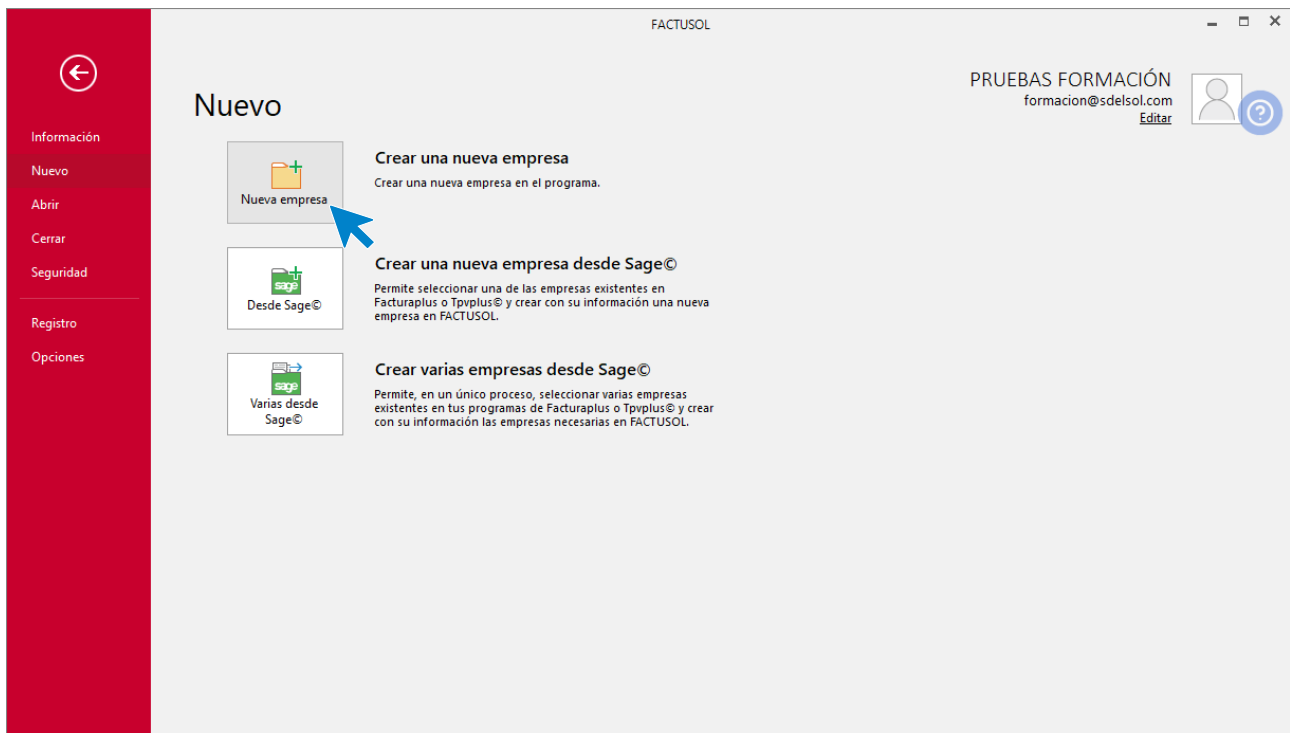 FACTUSOL
PRUEBAS FORMACIÓN
formacion@sdelsol.com
Editar
?
Información
Nuevo
Abrir
Cerrar
Seguridad
Registro
Opciones
Nuevo
Nueva empresa
Crear una nueva empresa
Crear una nueva empresa en el programa.
sage
Desde Sage©
Crear una nueva empresa desde Sage©
Permite seleccionar una de las empresas existentes en
Facturaplus o Tpvplus© y crear con su información una nueva
empresa en FACTUSOL.
sage
Varias desde
Sage©
Crear varias empresas desde Sage©
Permite, en un único proceso, seleccionar varias empresas
existentes en tus programas de Facturaplus o Tpvplus© y crear
con su información las empresas necesarias en FACTUSOL.